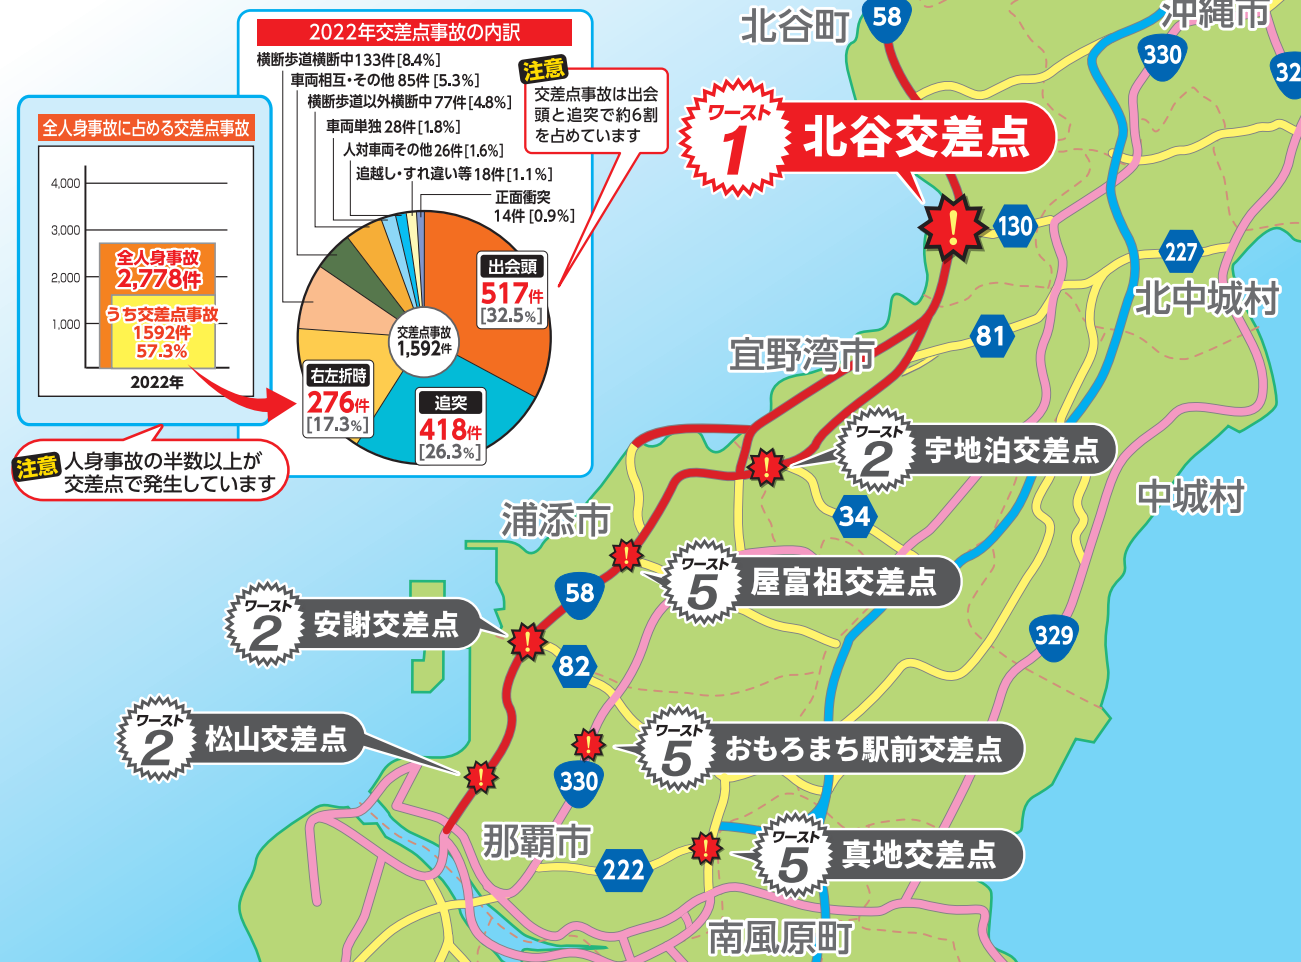 2022年交差点事故の内訳
横断歩道横断中133件[8.4%]
車両相互・その他 85件 [5.3%]
横断歩道以外横断中 77件[4.8%]
車両単独 28件[1.8%]
人対車両その他 26件[1.6%]
追越し・すれ違い等 18件[1.1%]
正面衝突
14件 [0.9%]
注意
交差点事故は出会
頭と追突で約6割
を占めています
出会頭
517件
[32.5%]
交差点事故
1,592件
右左折時
276件
[17.3%]
追突
418件
[26.3%]
全人身事故に占める交差点事故
4,000
3,000
2,000
1,000
全人身事故
2,778件
うち交差点事故
1592件
57.3%
2022年
注意
人身事故の半数以上が
交差点で発生しています
北谷町
58
沖縄市
330
32
ワースト
1
北谷交差点
130
227
北中城村
81
宜野湾市
ワースト
2
宇地泊交差点
34
中城村
浦添市
ワースト
5
屋富祖交差点
58
ワースト
2
安謝交差点
82
329
ワースト
2
松山交差点
ワースト
5
おもろまち駅前交差点
330
那覇市
222
ワースト
5
真地交差点
南風原町